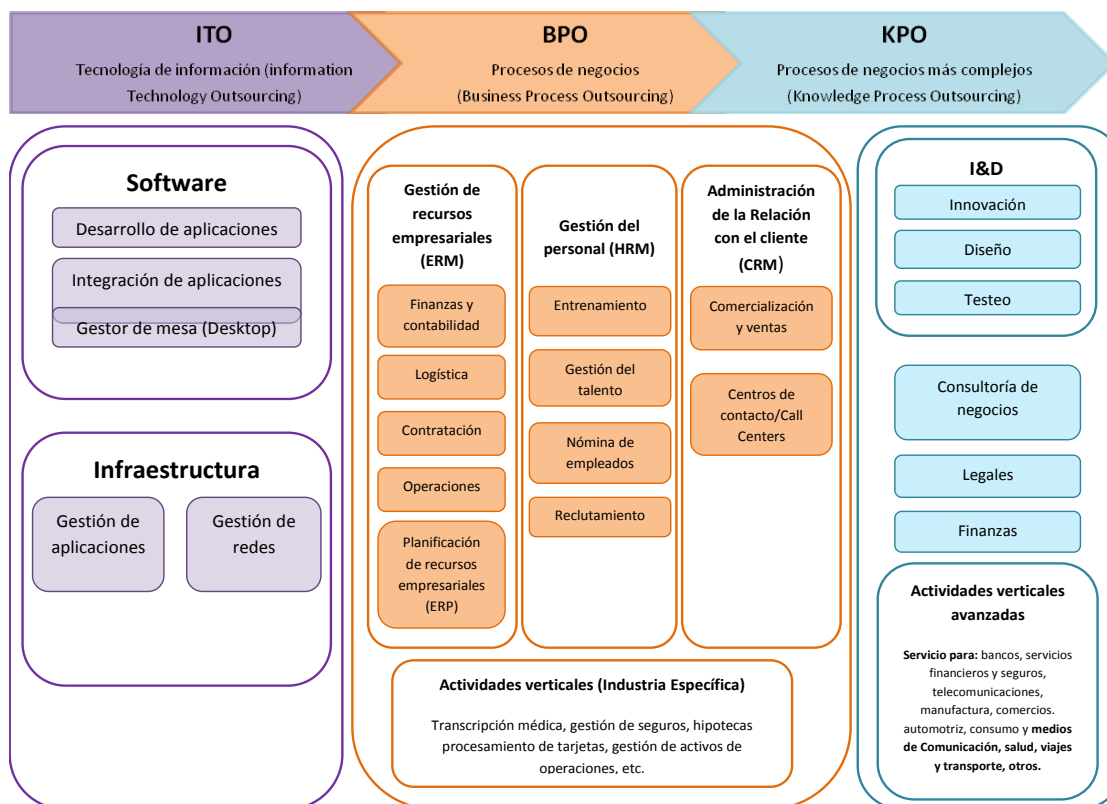 ITO
Tecnología de información (information
Technology Outsourcing)
BPO
Procesos de negocios
(Business Process Outsourcing)
KPO
Procesos de negocios más complejos
(Knowledge Process Outsourcing)
Software
Desarrollo de aplicaciones
Integración de aplicaciones
Gestor de mesa (Desktop)
Infraestructura
Gestión de
aplicaciones
Gestión de
redes
Gestión de
recursos
empresariales
(ERM)
Finanzas y
contabilidad
Logística
Contratación
Operaciones
Planificación
de recursos
empresariales
(ERP)
Gestión del
personal (HRM)
Entrenamiento
Gestión del
talento
Nómina de
empleados
Reclutamiento
Administración
de la Relación
con el cliente
(CRM)
Comercialización
y ventas
Centros de
contacto/Call
Centers
Actividades verticales (Industria Específica)
Transcripción médica, gestión de seguros, hipotecas
procesamiento de tarjetas, gestión de activos de
operaciones, etc.
I&D
Innovación
Diseño
Testeo
Consultoría de
negocios
Legales
Finanzas
Actividades verticales
avanzadas
Servicio para: bancos, servicios
financieros y seguros,
telecomunicaciones,
manufactura, comercios.
automotriz, consumo y medios
de Comunicación, salud, viajes
y transporte, otros.